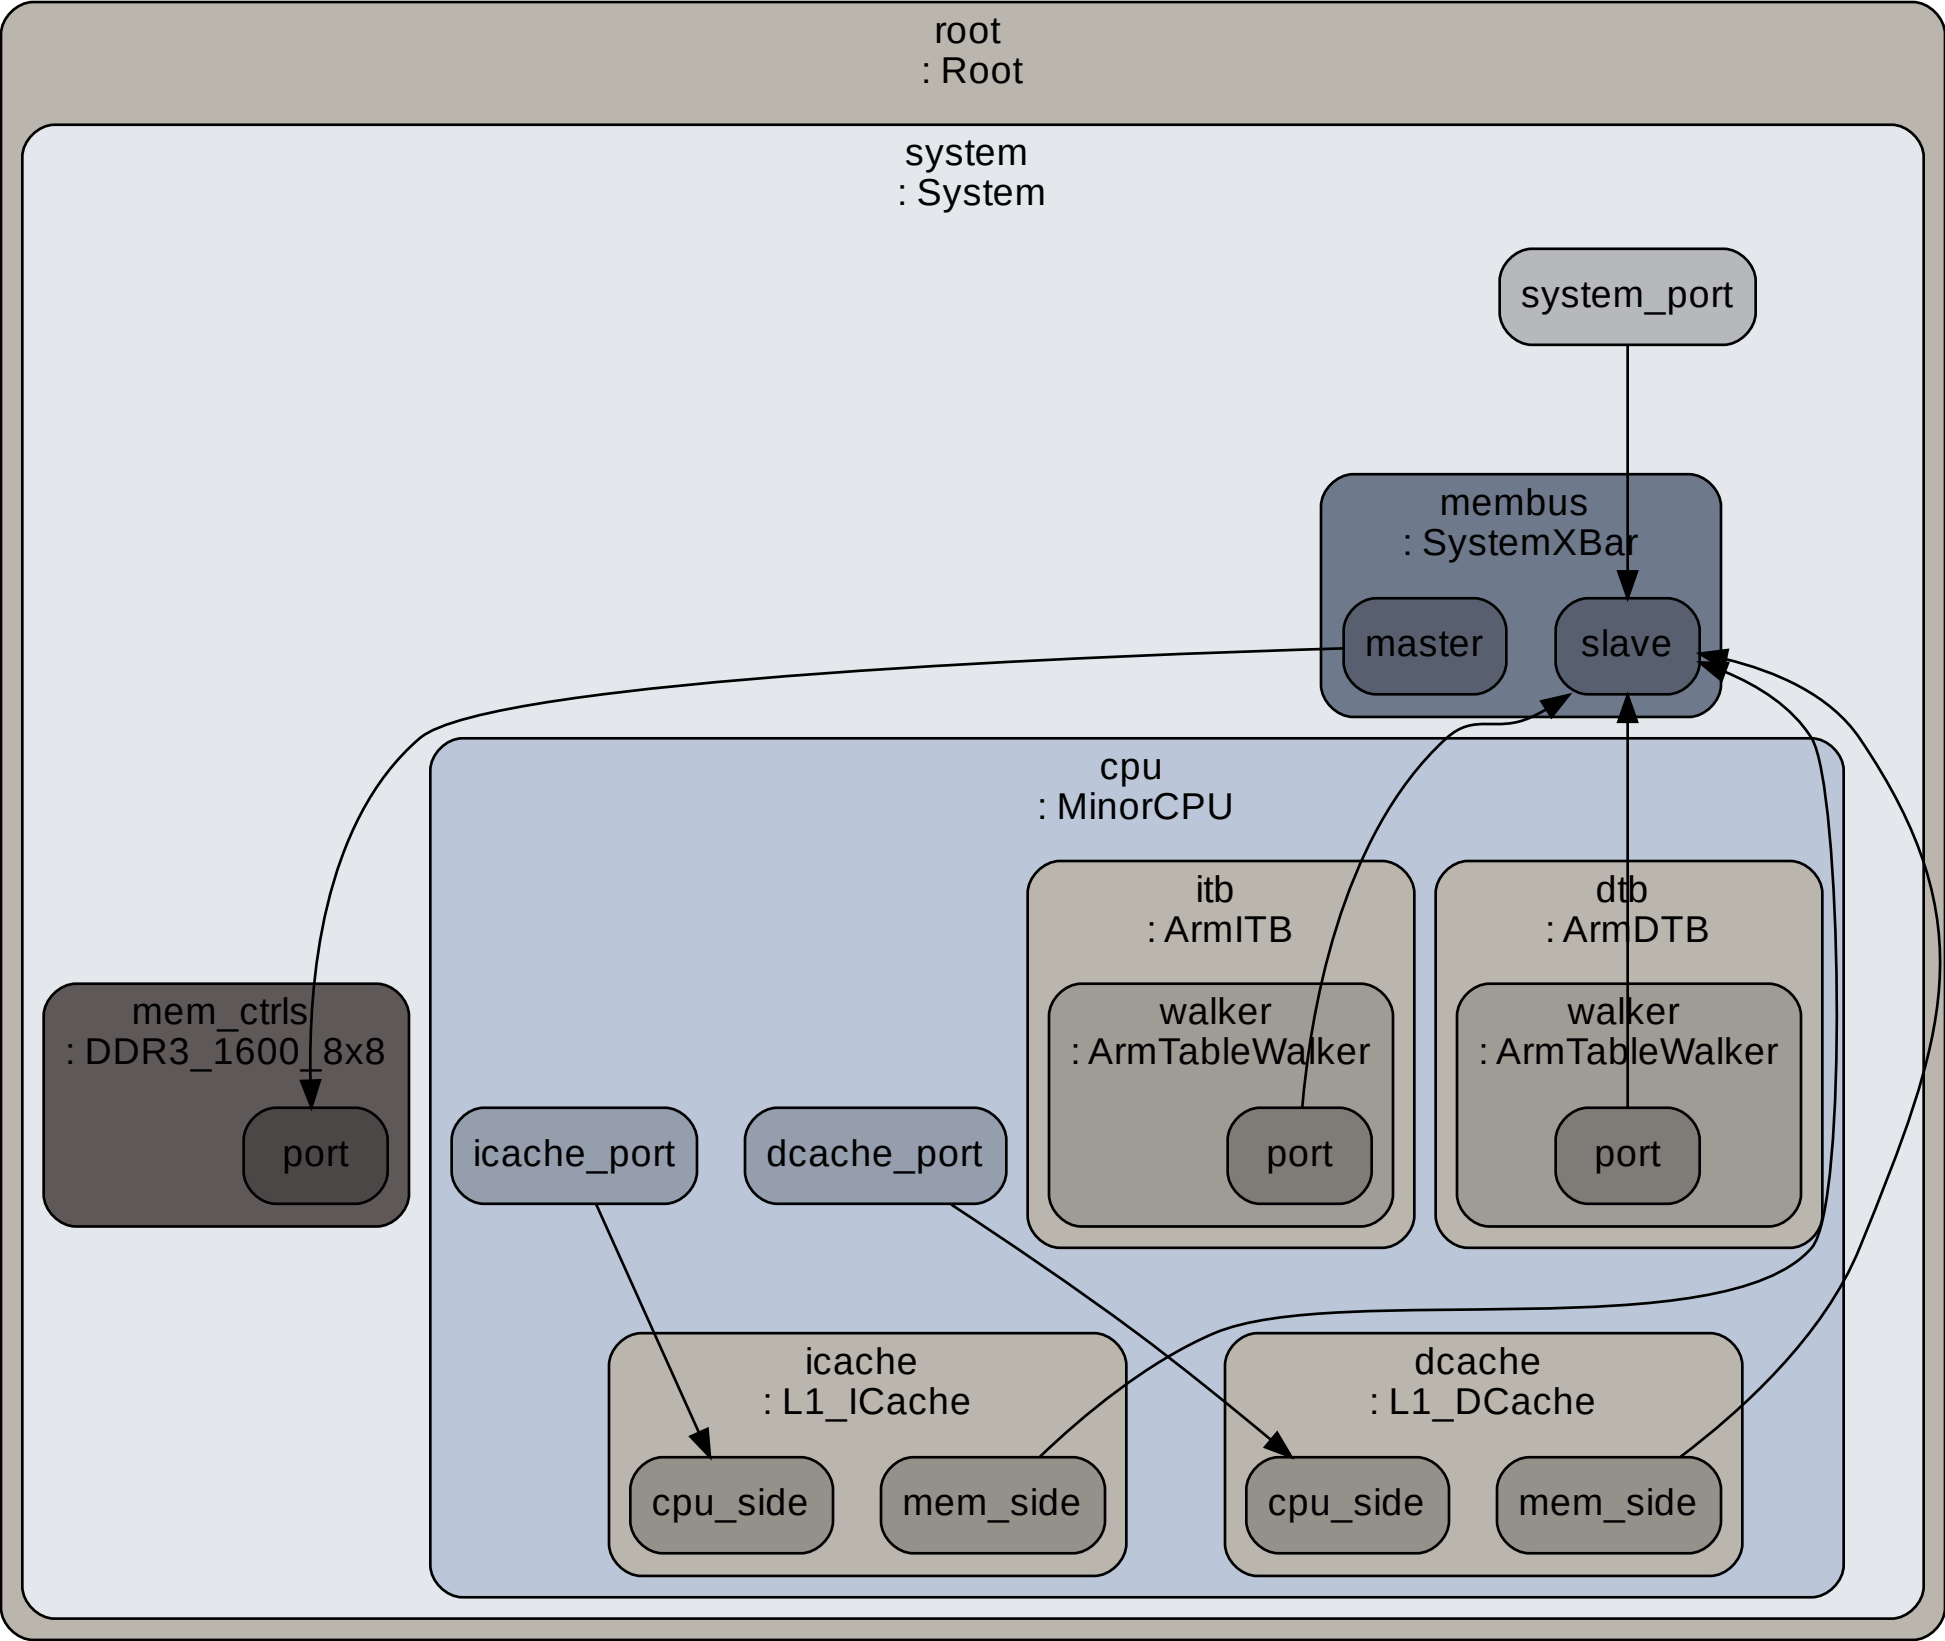 root
: Root
system
: System
system_port
membus
: SystemXBar
master
slave
cpu
: MinorCPU
itb
: ArmITB
dtb
: ArmDTB
mem_ctrls
: DDR3_1600_8x8
port
walker
: ArmTableWalker
walker
: ArmTableWalker
icache_port
dcache_port
port
port
icache
: L1_ICache
dcache
: L1_DCache
cpu_side
mem_side
cpu_side
mem_side